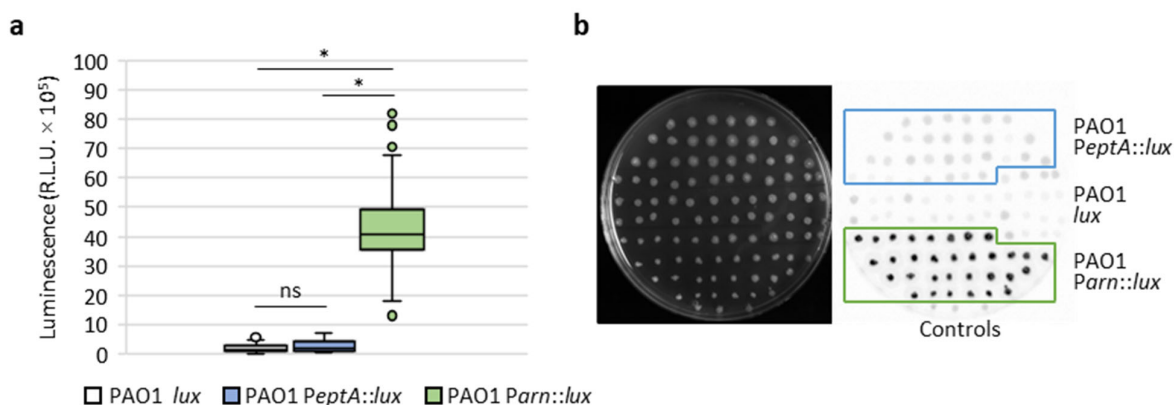 a
b
Luminescence (R.L.U. × 10⁵)
100
90
80
70
60
50
40
30
20
10
0
*
*
ns
PAO1 lux
PAO1 PeptA::lux
PAO1 Parn::lux
PAO1
PeptA::lux
PAO1
lux
PAO1
Parn::lux
Controls